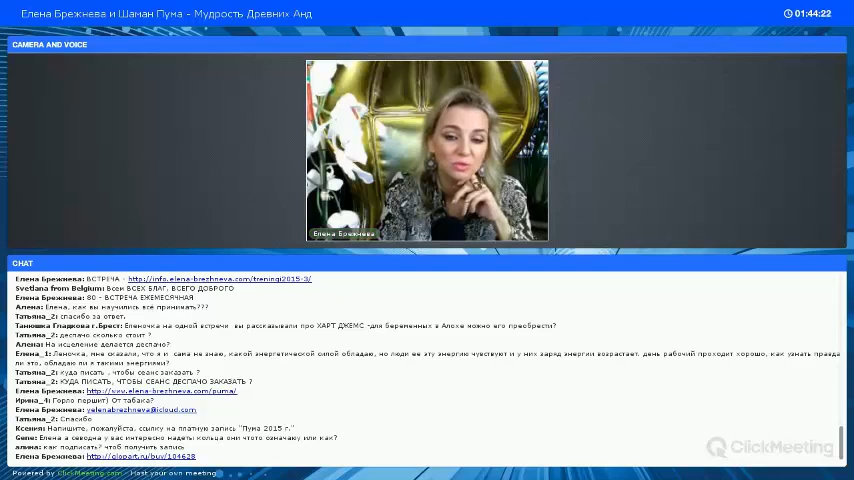 Елена Брежнева и Шаман Пума - Мудрость Древних Анд
01:44:22
CAMERA AND VOICE
Елена Брежнева
CHAT
Елена Брежнева: ВСТРЕЧА - http://info.elena-brezhneva.com/treningi2015-3/
Svetlana from Belgium: Всем ВСЕХ БЛАГ, ВСЕГО ДОБРОГО
Елена Брежнева: 80 - ВСТРЕЧА ЕЖЕМЕСЯЧНАЯ
Алена: Елена, как вы научились всё принимать???
Татьяна_2: спасибо за ответ.
Танюшка Гладкова г.Брест: Еленочка на одной встречи вы рассказывали про ХАРТ ДЖЕМС -для беременных в Алохе можно его преобрести?
Татьяна_2: деспачо сколько стоит ?
Алена: На исцеление делается деспачо?
Елена_1: Леночка, мне сказали, что я и сама не знаю, какой энергетической силой обладаю, но люди ее эту энергию чувствуют и у них заряд энергии возрастает. день рабочий проходит хорошо, как узнать правда
ли это, обладаю ли я такими энергиями?
Татьяна_2: куда писать . чтобы сеанс заказать ?
Татьяна_2: КУДА ПИСАТЬ, ЧТОБЫ СЕАНС ДЕСПАЧО ЗАКАЗАТЬ ?
Елена Брежнева: http://www.elena-brezhneva.com/puma/
Ирина_4: Горло першит) От табака?
Елена Брежнева: yelenabrezhneva@icloud.com
Татьяна_2: Спасибо
Ксения: Напишите, пожалуйста, ссылку на платную запись "Пума 2015 г."
Gene: Елена а севодна у вас интересно надеты кольца они чтото означаую или как?
алина: как подписать? чтоб получить запись
Елена Брежнева: http://glopart.ru/buy/104628
ClickMeeting
Powered by ClickMeeting.com - Host your own meeting